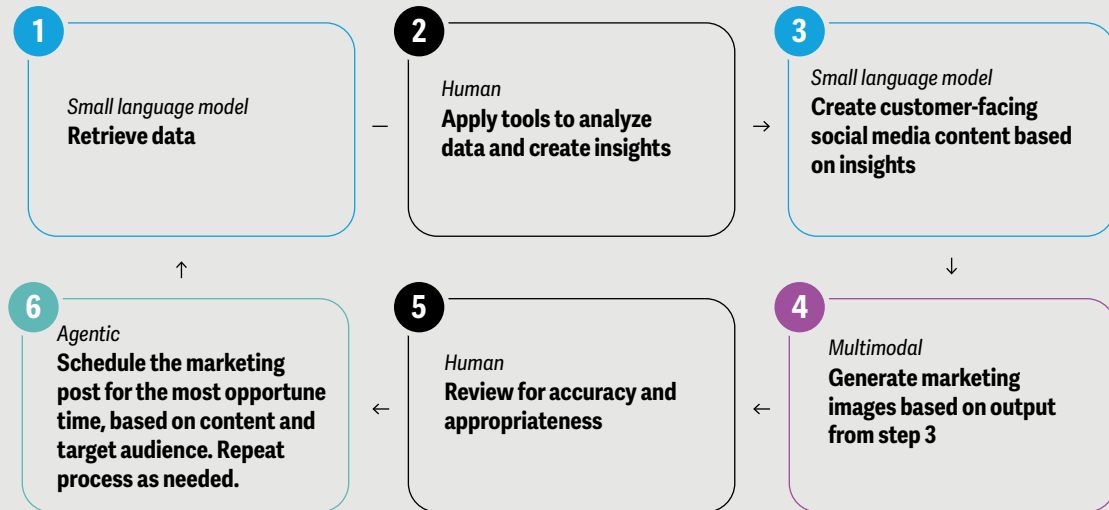 1
Small language model
Retrieve data
2
Human
Apply tools to analyze
data and create insights
3
Small language model
Create customer-facing
social media content based
on insights
4
Multimodal
Generate marketing
images based on output
from step 3
5
Human
Review for accuracy and
appropriateness
6
Agentic
Schedule the marketing
post for the most opportune
time, based on content and
target audience. Repeat
process as needed.